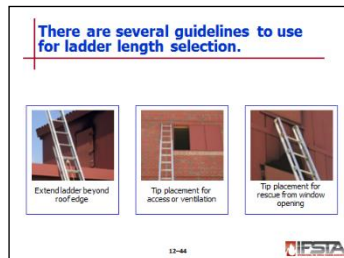 There are several guidelines to use
for ladder length selection.
Extend ladder beyond
roof edge
Tip placement for
access or ventilation
Tip placement for
rescue from window
opening
12–44
IFSTA